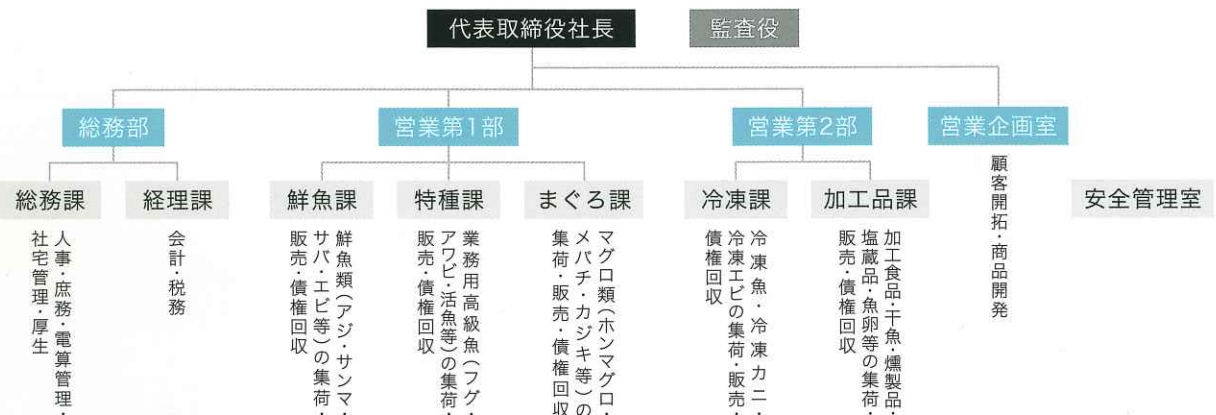 代表取締役社長
監査役
総務部
営業第1部
営業第2部
営業企画室
総務課
経理課
鮮魚課
特種課
まぐろ課
冷凍課
加工品課
安全管理室
人事・庶務・電算管理・
社宅管理・厚生
会計・税務
鮮魚類(アジ・サンマ・
サバ・エビ等)の集荷・
販売・債権回収
業務用高級魚(フグ・
アワビ・活魚等)の集荷・
販売・債権回収
マグロ類(ホンマグロ・
メバチ・カジキ等)の
集荷・販売・債権回収
冷凍魚・冷凍カニ・
冷凍エビの集荷・販売・
債権回収
加工食品・干魚・燻製品・
塩蔵品・魚卵等の集荷・
販売・債権回収
顧客開拓・商品開発